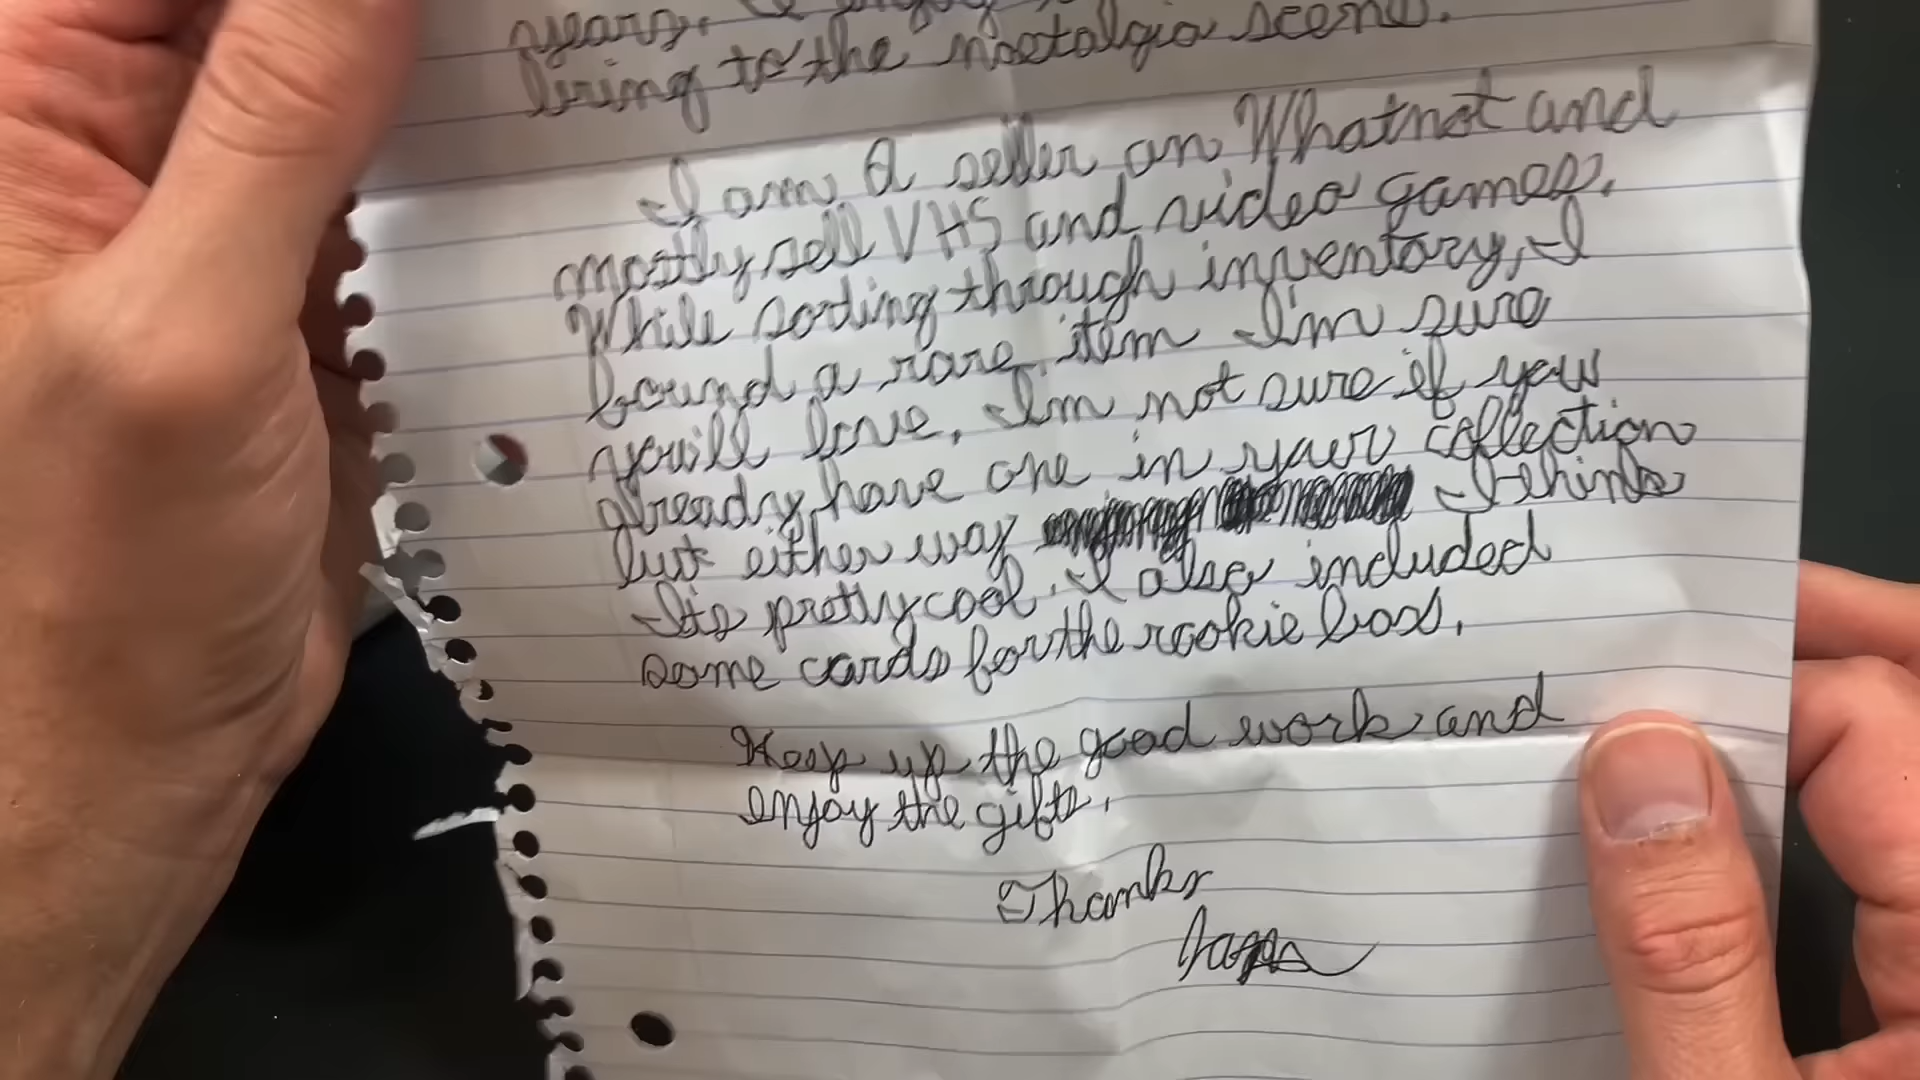 years. I enjoy
bring to the nostalgia scene.
I am A seller on Whatnot and
mostly sell VHS and video games.
While sorting through inventory, I
found a rare item I'm sure
you'll love. I'm not sure if you
already have one in your collection
but either way I think
Its pretty cool. I also included
some cards for the rookie box.
Keep up the good work and
enjoy the gifts.
Thanks